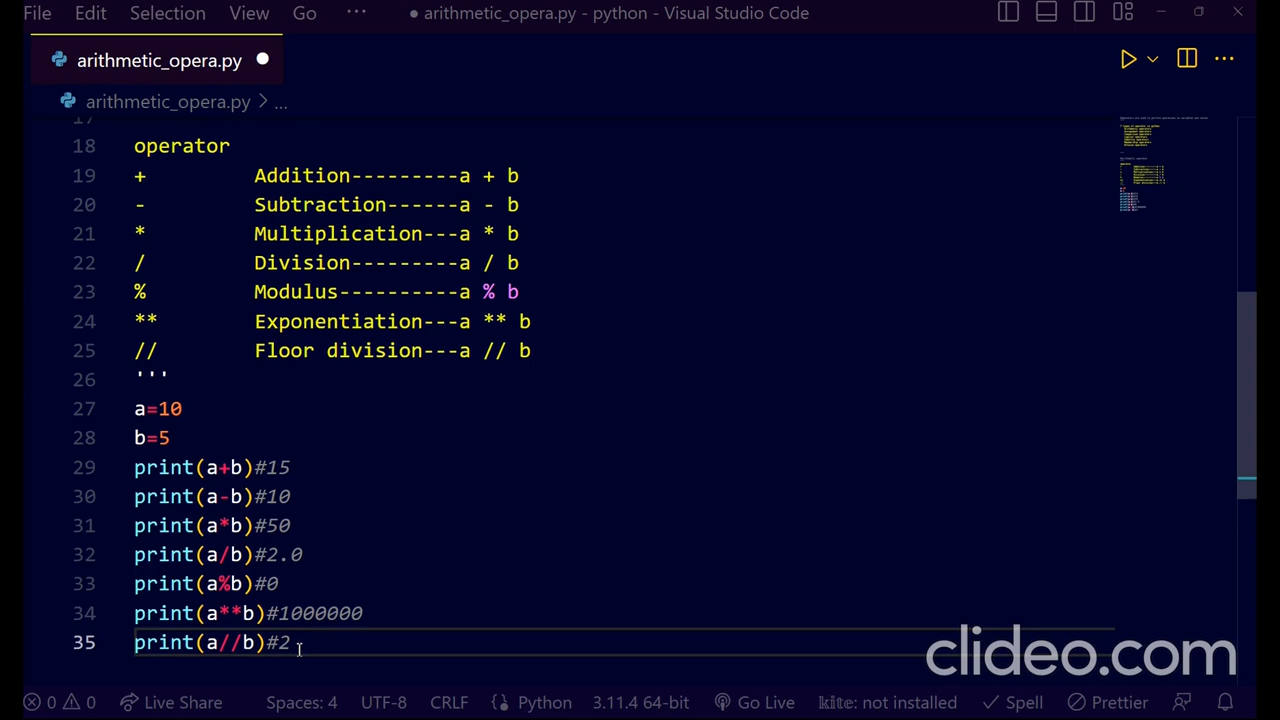 File Edit Selection View Go ··· ● arithmetic_opera.py - python - Visual Studio Code
arithmetic_opera.py ●
arithmetic_opera.py > ...
17
18 operator
19 + Addition---------a + b
20 - Subtraction------a - b
21 * Multiplication---a * b
22 / Division---------a / b
23 % Modulus----------a % b
24 ** Exponentiation---a ** b
25 // Floor division---a // b
26 '''
27 a=10
28 b=5
29 print(a+b)#15
30 print(a-b)#10
31 print(a*b)#50
32 print(a/b)#2.0
33 print(a%b)#0
34 print(a**b)#1000000
35 print(a//b)#2
clideo.com
0 0 Live Share Spaces: 4 UTF-8 CRLF {} Python 3.11.4 64-bit Go Live kite: not installed Spell Prettier